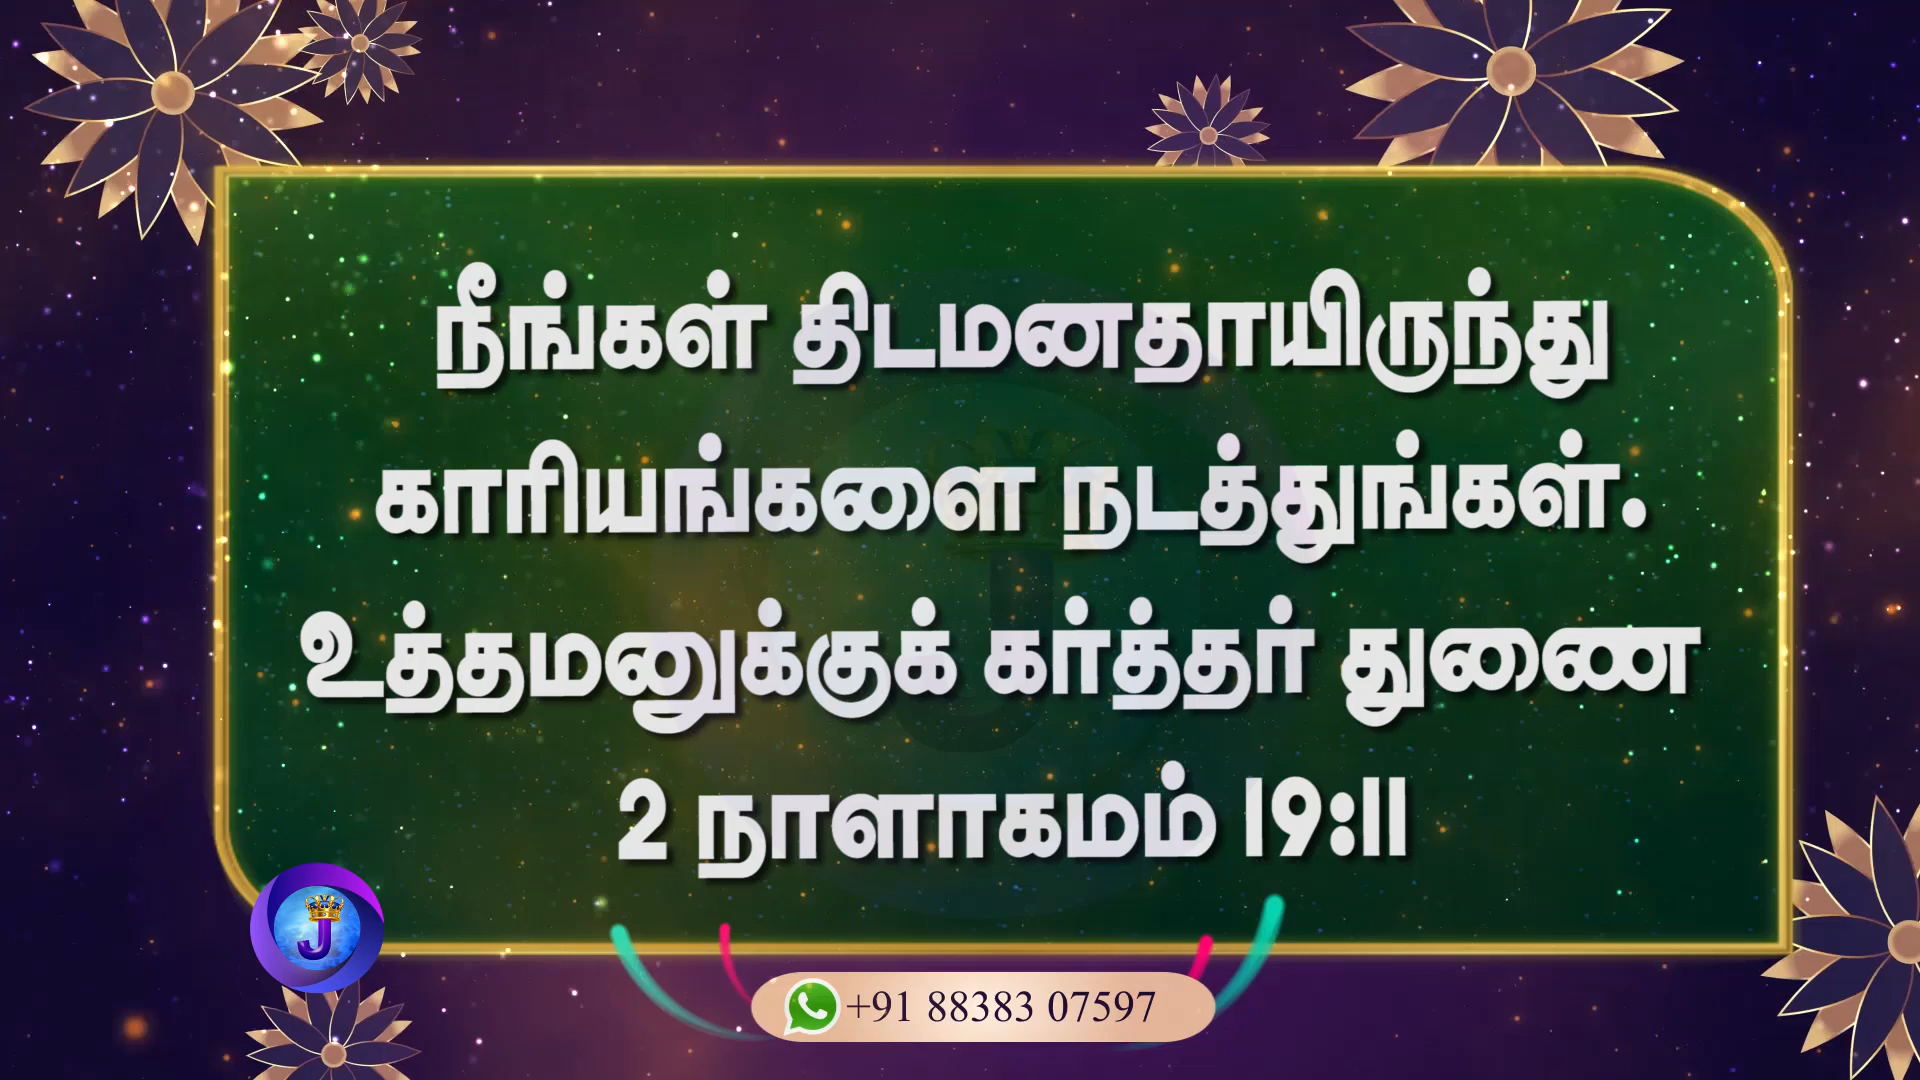 நீங்கள் திடமனதாயிருந்து
காரியங்களை நடத்துங்கள்.
உத்தமனுக்குக் கர்த்தர் துணை
2 நாளாகமம் 19:11
J
+91 88383 07597